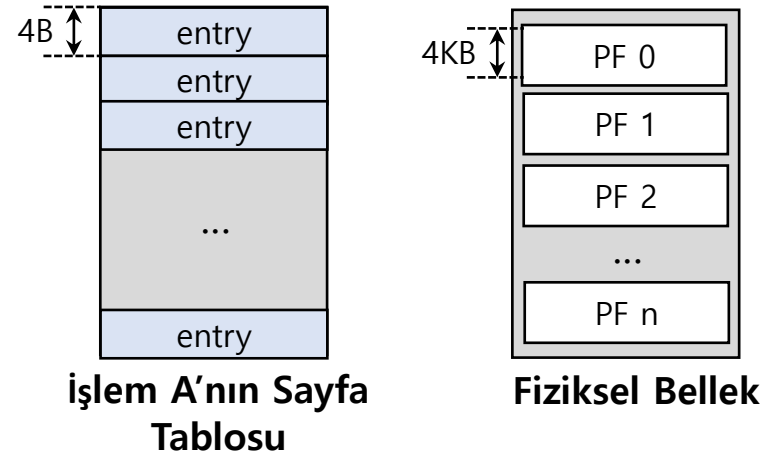 4B
entry
entry
entry
...
entry
İşlem A’nın Sayfa
Tablosu
4KB
PF 0
PF 1
PF 2
...
PF n
Fiziksel Bellek